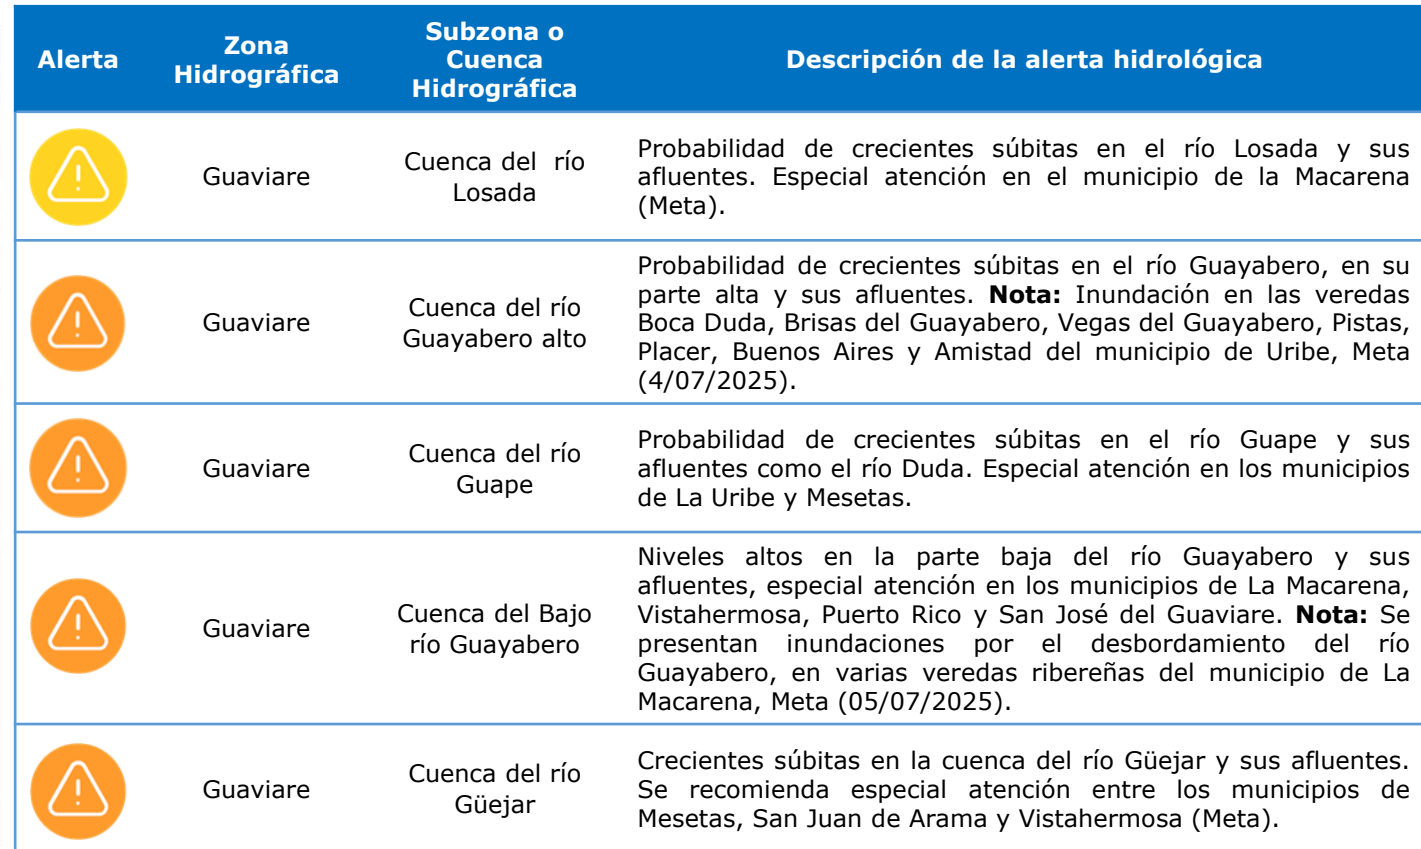 Alerta
Zona
Hidrográfica
Subzona o
Cuenca
Hidrográfica
Descripción de la alerta hidrológica
Guaviare
Cuenca del río
Losada
Probabilidad de crecientes súbitas en el río Losada y sus
afluentes. Especial atención en el municipio de la Macarena
(Meta).
Guaviare
Cuenca del río
Guayabero alto
Probabilidad de crecientes súbitas en el río Guayabero, en su
parte alta y sus afluentes. Nota: Inundación en las veredas
Boca Duda, Brisas del Guayabero, Vegas del Guayabero, Pistas,
Placer, Buenos Aires y Amistad del municipio de Uribe, Meta
(4/07/2025).
Guaviare
Cuenca del río
Guape
Probabilidad de crecientes súbitas en el río Guape y sus
afluentes como el río Duda. Especial atención en los municipios
de La Uribe y Mesetas.
Guaviare
Cuenca del Bajo
río Guayabero
Niveles altos en la parte baja del río Guayabero y sus
afluentes, especial atención en los municipios de La Macarena,
Vistahermosa, Puerto Rico y San José del Guaviare. Nota: Se
presentan inundaciones por el desbordamiento del río
Guayabero, en varias veredas ribereñas del municipio de La
Macarena, Meta (05/07/2025).
Guaviare
Cuenca del río
Güejar
Crecientes súbitas en la cuenca del río Güejar y sus afluentes.
Se recomienda especial atención entre los municipios de
Mesetas, San Juan de Arama y Vistahermosa (Meta).